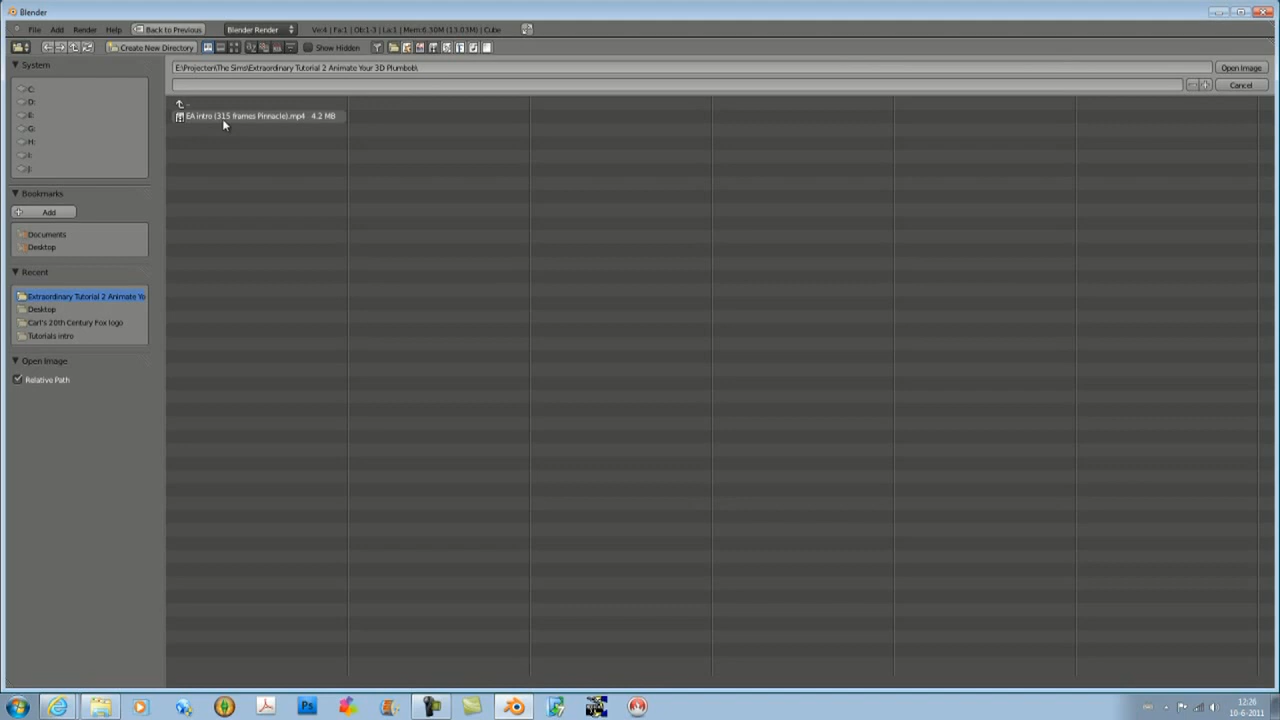 Blender
File Add Render Help Back to Previous Blender Render Ve:4 | Fa:1 | Ob:1-3 | La:1 | Mem:6.30M (13.03M) | Cube
Create New Directory Show Hidden
System
E:\Projecten\The Sims\Extraordinary Tutorial 2 Animate Your 3D Plumbob\
Open Image
Cancel
C:
D:
E:
G:
H:
I:
J:
..
EA intro (315 frames Pinnacle).mp4 4.2 MB
Bookmarks
Add
Documents
Desktop
Recent
Extraordinary Tutorial 2 Animate Yo
Desktop
Carl's 20th Century Fox logo
Tutorials intro
Open Image
Relative Path
Ps
12:26
10-6-2011